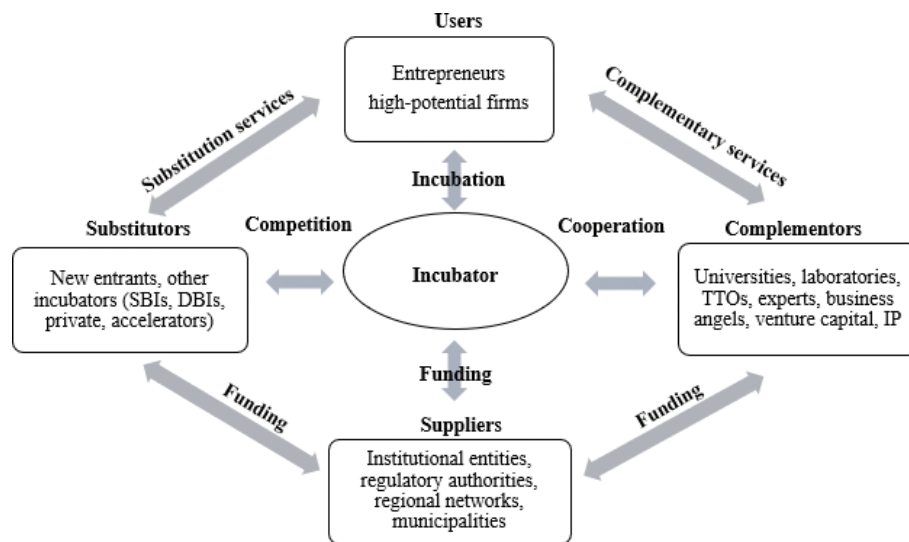 Users
Entrepreneurs
high-potential firms
Substitution services
Complementary services
Incubation
Substitutors
Competition
Cooperation
Complementors
New entrants, other
incubators (SBIs, DBIs,
private, accelerators)
Incubator
Universities, laboratories,
TTOs, experts, business
angels, venture capital, IP
Funding
Funding
Funding
Suppliers
Institutional entities,
regulatory authorities,
regional networks,
municipalities